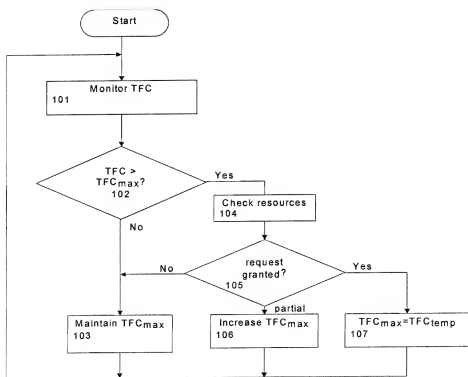 Start
Monitor TFC
101
TFC >
TFCmax?
102
Yes
No
Check resources
104
request
granted?
105
No
Yes
partial
Maintain TFCmax
103
Increase TFCmax
106
TFCmax=TFCtemp
107